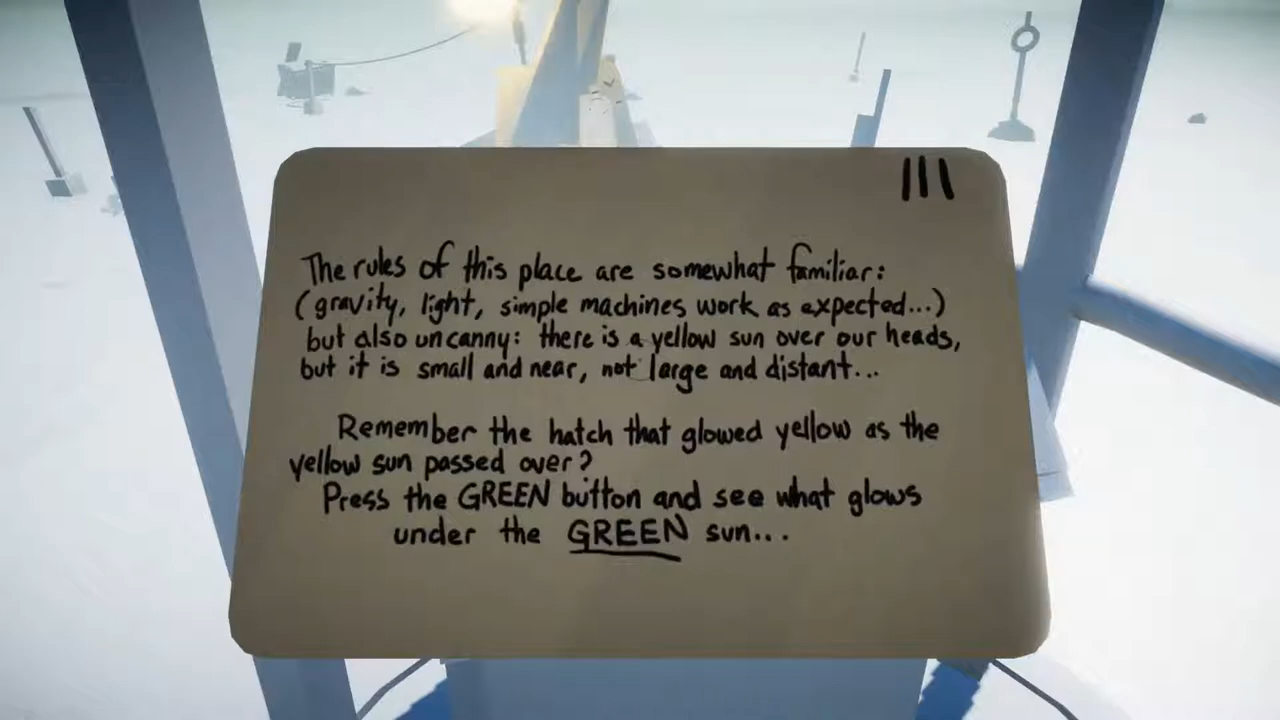 III
The rules of this place are somewhat familiar:
(gravity, light, simple machines work as expected...)
but also uncanny: there is a yellow sun over our heads,
but it is small and near, not large and distant...
Remember the hatch that glowed yellow as the
yellow sun passed over?
Press the GREEN button and see what glows
under the GREEN sun...